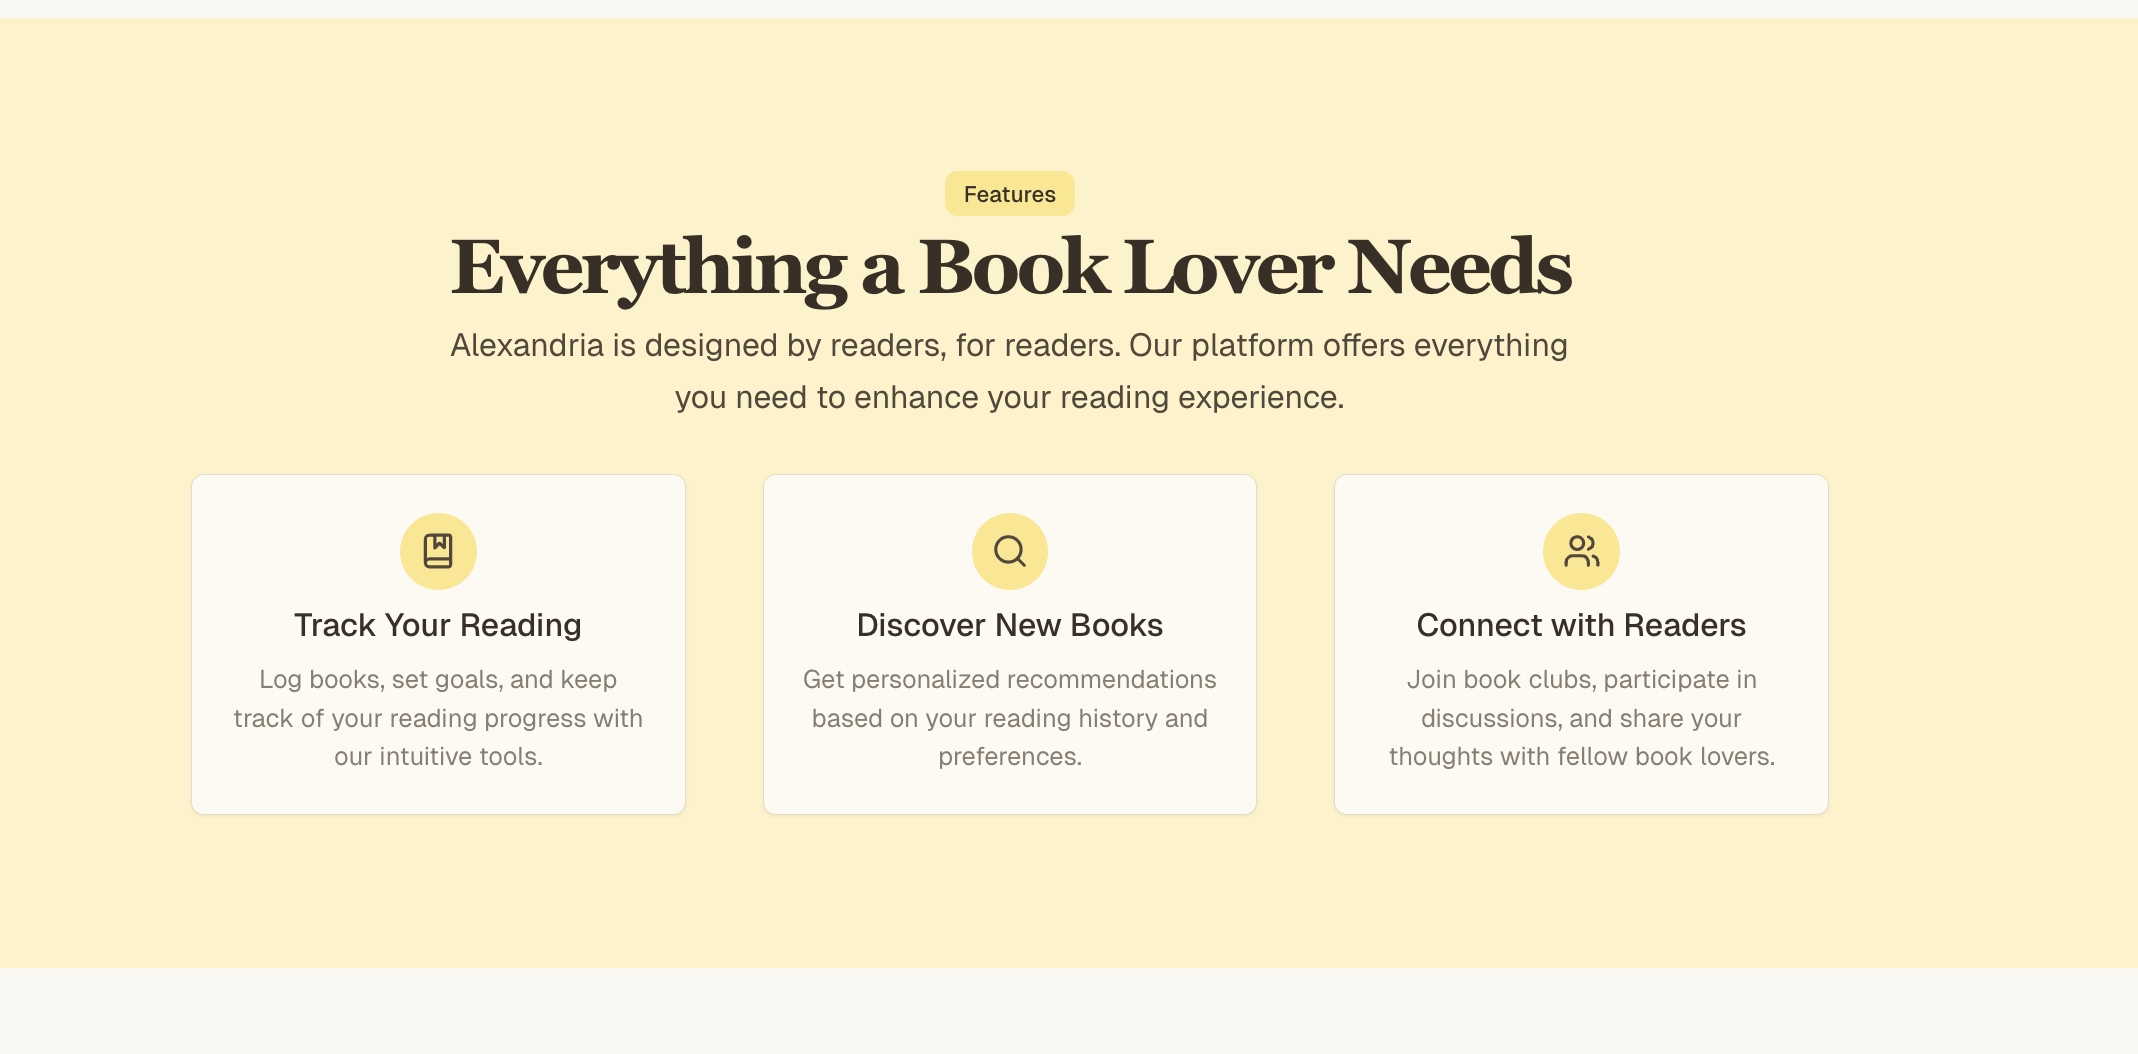 Features
Everything a Book Lover Needs
Alexandria is designed by readers, for readers. Our platform offers everything
you need to enhance your reading experience.
Track Your Reading
Log books, set goals, and keep
track of your reading progress with
our intuitive tools.
Discover New Books
Get personalized recommendations
based on your reading history and
preferences.
Connect with Readers
Join book clubs, participate in
discussions, and share your
thoughts with fellow book lovers.